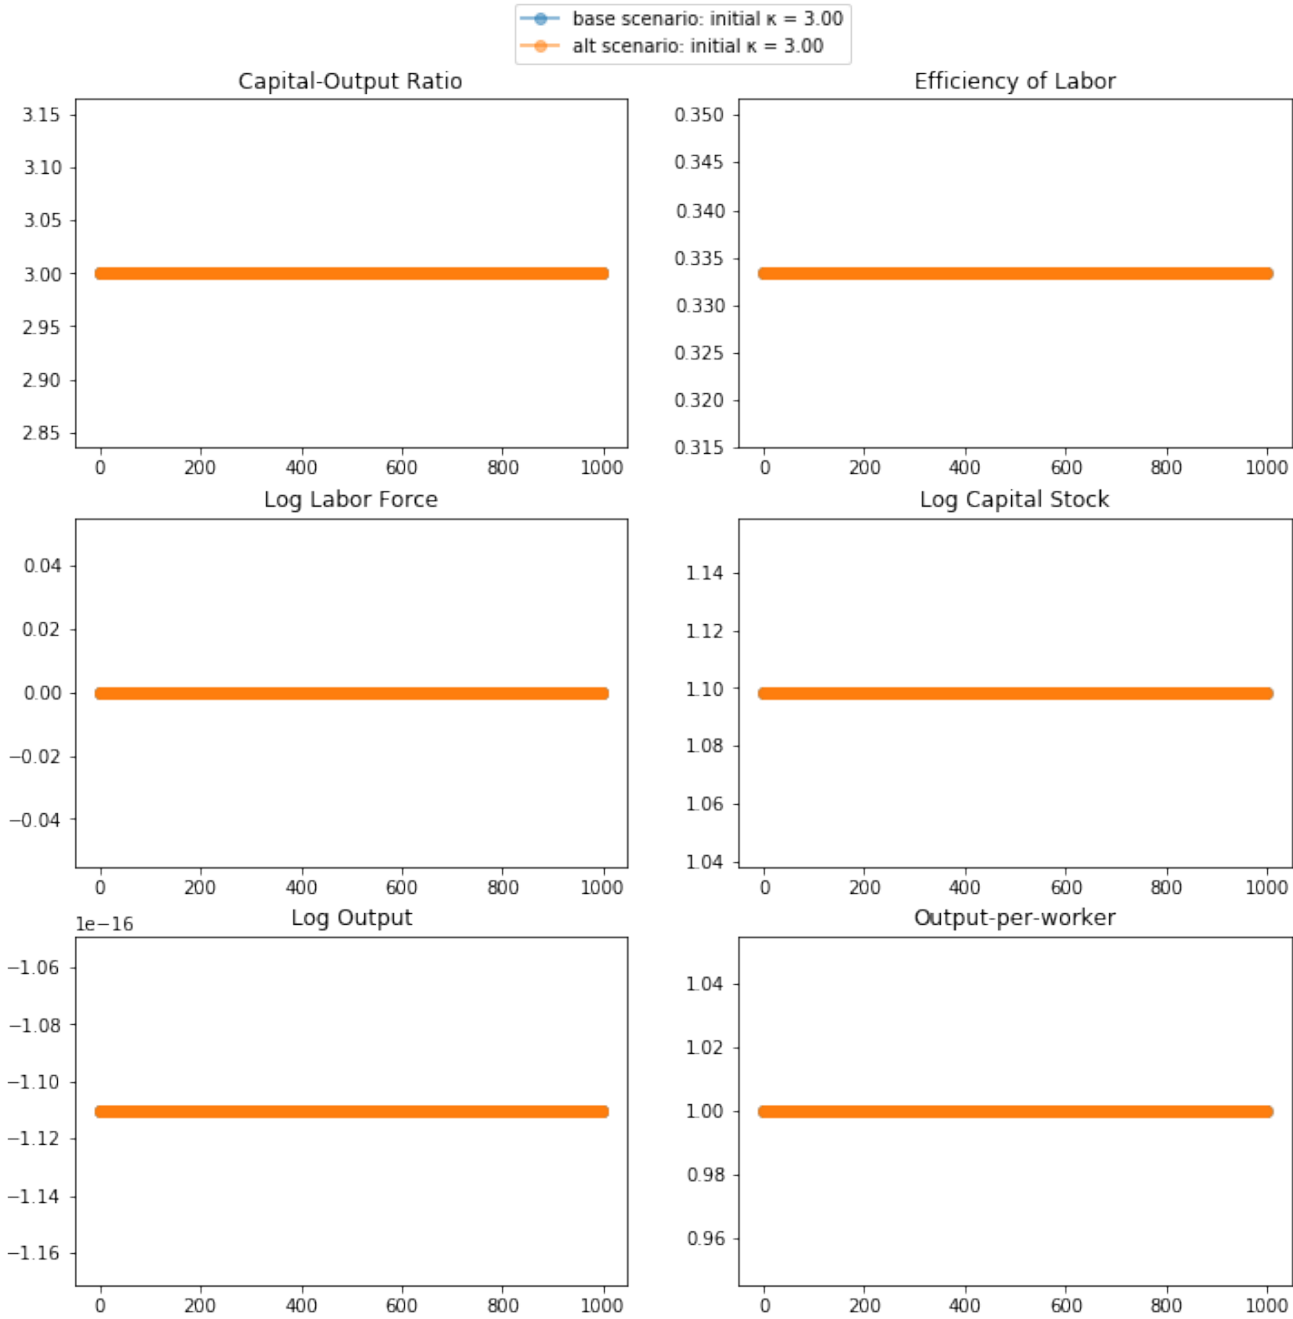 base scenario: initial κ = 3.00
alt scenario: initial κ = 3.00
Capital-Output Ratio
3.15
3.10
3.05
3.00
2.95
2.90
2.85
0 200 400 600 800 1000
Efficiency of Labor
0.350
0.345
0.340
0.335
0.330
0.325
0.320
0.315
0 200 400 600 800 1000
Log Labor Force
0.04
0.02
0.00
−0.02
−0.04
0 200 400 600 800 1000
Log Capital Stock
1.14
1.12
1.10
1.08
1.06
1.04
0 200 400 600 800 1000
Log Output
1e−16
−1.06
−1.08
−1.10
−1.12
−1.14
−1.16
0 200 400 600 800 1000
Output-per-worker
1.04
1.02
1.00
0.98
0.96
0 200 400 600 800 1000